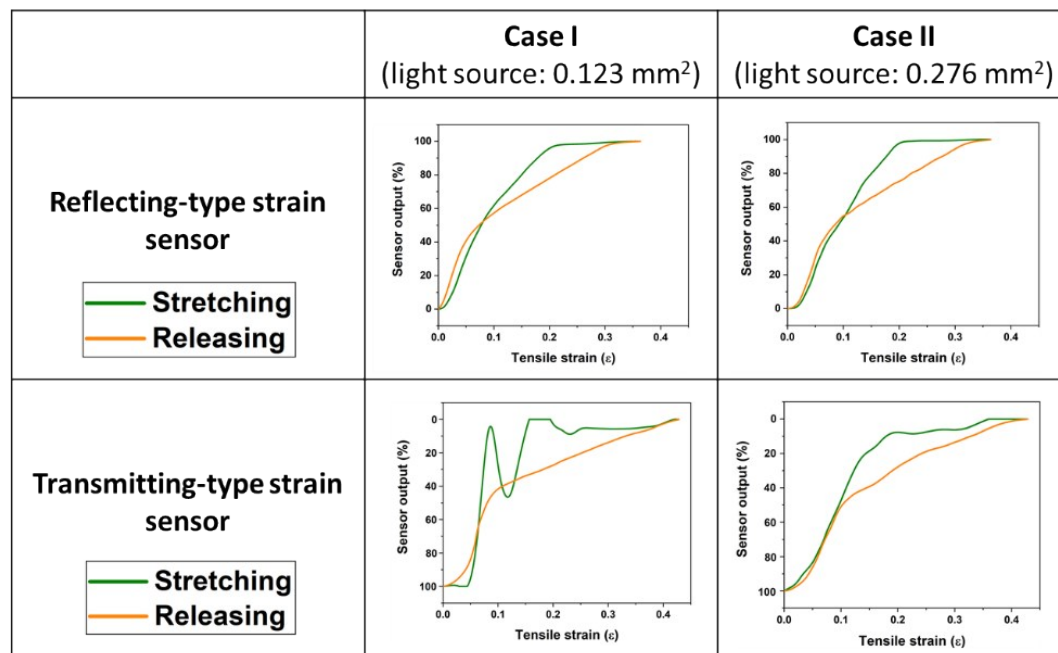 Case I
(light source: 0.123 mm²)
Case II
(light source: 0.276 mm²)
Reflecting-type strain
sensor
Stretching
Releasing
Sensor output (%)
100
80
60
40
20
0
0.0 0.1 0.2 0.3 0.4
Tensile strain (ε)
Sensor output (%)
100
80
60
40
20
0
0.0 0.1 0.2 0.3 0.4
Tensile strain (ε)
Transmitting-type strain
sensor
Stretching
Releasing
Sensor output (%)
0
20
40
60
80
100
0.0 0.1 0.2 0.3 0.4
Tensile strain (ε)
Sensor output (%)
0
20
40
60
80
100
0.0 0.1 0.2 0.3 0.4
Tensile strain (ε)